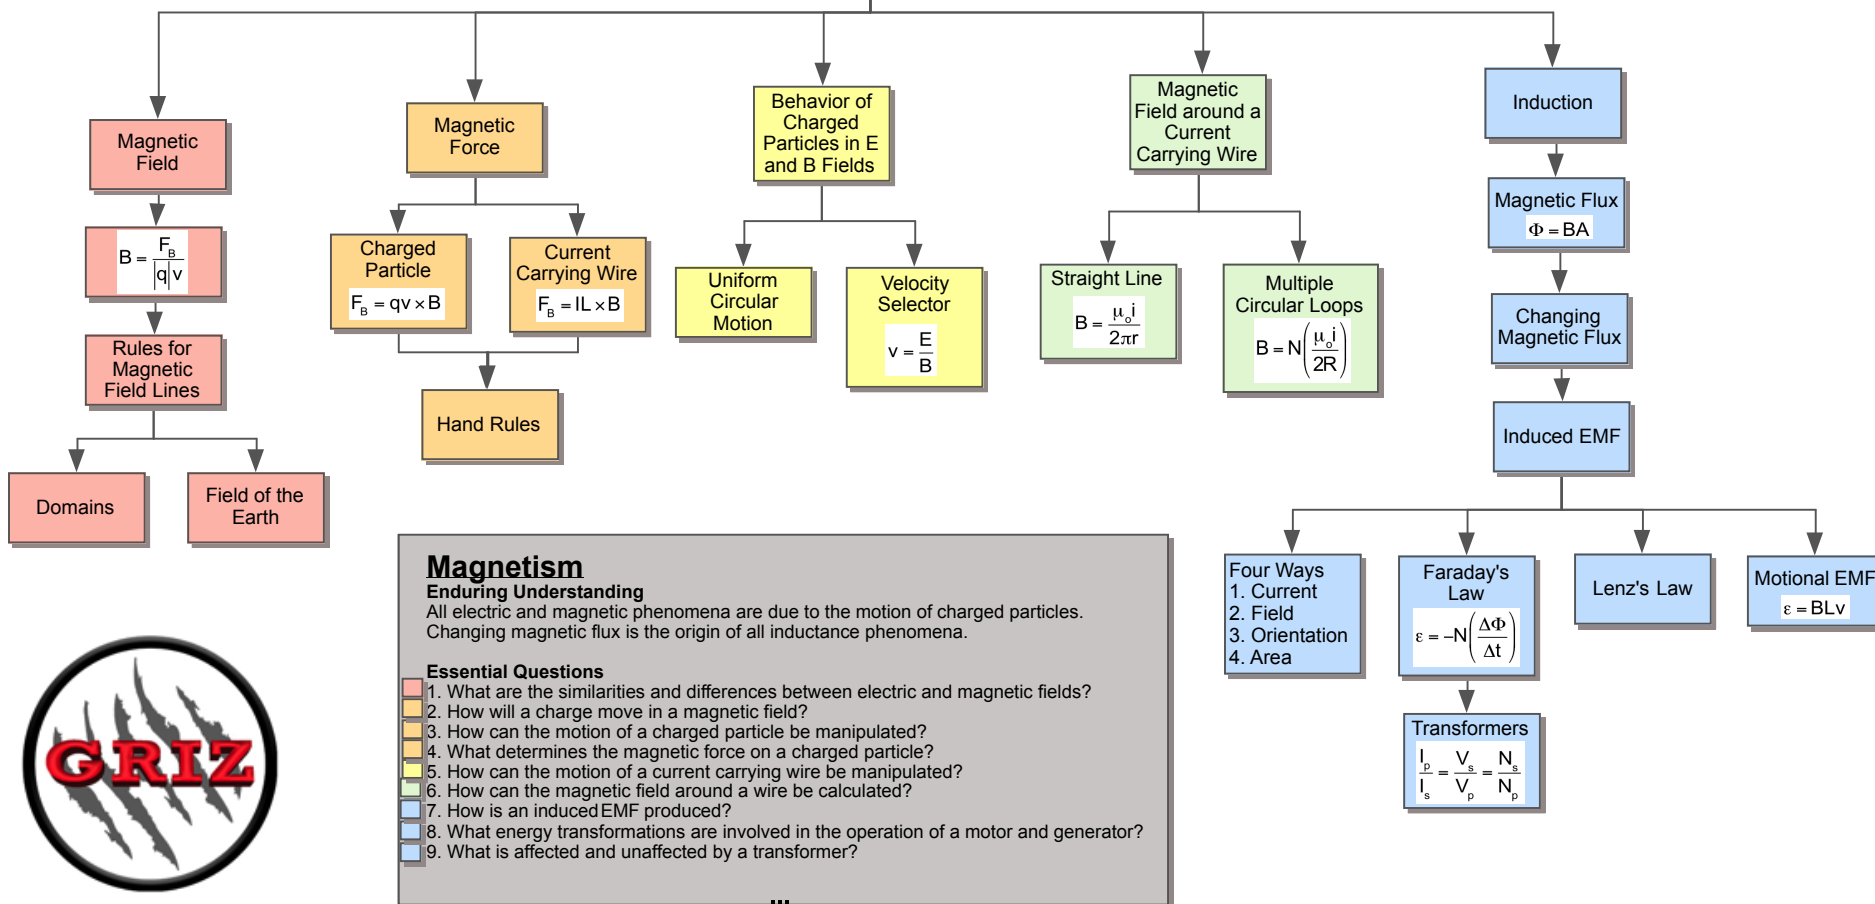 Magnetic
Field
B = F_B / |q| v
Rules for
Magnetic
Field Lines
Domains
Field of the
Earth
Magnetic
Force
Charged
Particle
F_B = qv × B
Current
Carrying Wire
F_B = IL × B
Hand Rules
Behavior of
Charged
Particles in E
and B Fields
Uniform
Circular
Motion
Velocity
Selector
v = E / B
Magnetic
Field around a
Current
Carrying Wire
Straight Line
B = μ_o i / 2πr
Multiple
Circular Loops
B = N(μ_o i / 2R)
Induction
Magnetic Flux
Φ = BA
Changing
Magnetic Flux
Induced EMF
Four Ways
1. Current
2. Field
3. Orientation
4. Area
Faraday's
Law
ε = –N(ΔΦ / Δt)
Transformers
I_p / I_s = V_s / V_p = N_s / N_p
Lenz's Law
Motional EMF
ε = BLv
Magnetism
Enduring Understanding
All electric and magnetic phenomena are due to the motion of charged particles.
Changing magnetic flux is the origin of all inductance phenomena.
Essential Questions
1. What are the similarities and differences between electric and magnetic fields?
2. How will a charge move in a magnetic field?
3. How can the motion of a charged particle be manipulated?
4. What determines the magnetic force on a charged particle?
5. How can the motion of a current carrying wire be manipulated?
6. How can the magnetic field around a wire be calculated?
7. How is an induced EMF produced?
8. What energy transformations are involved in the operation of a motor and generator?
9. What is affected and unaffected by a transformer?
GRIZ